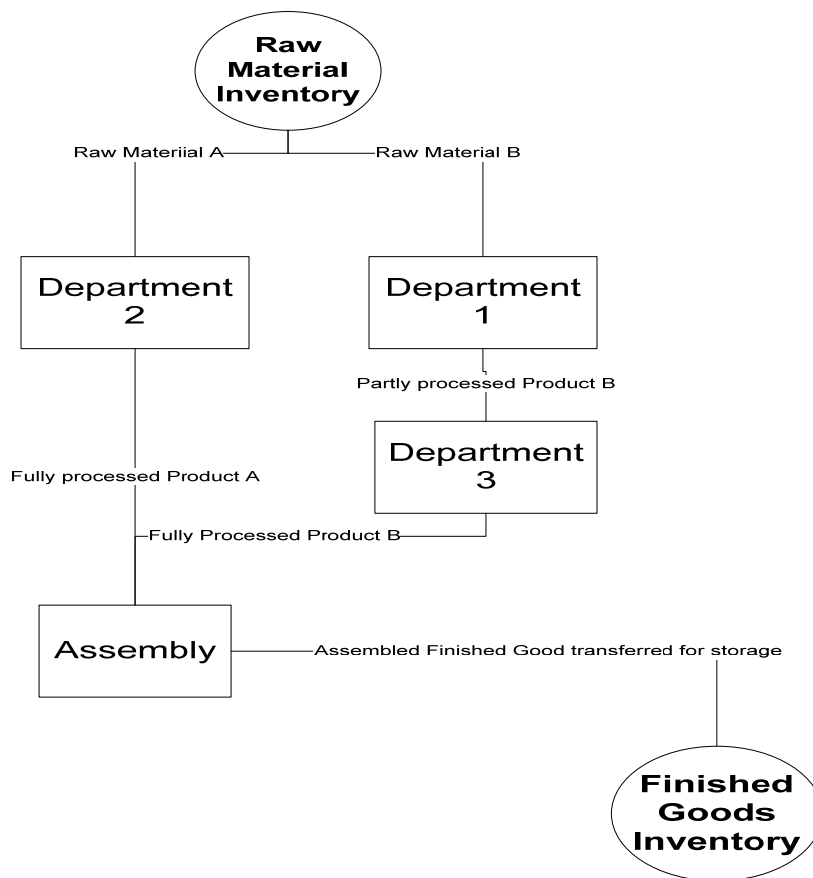 Raw
Material
Inventory
Raw Materiial A
Raw Material B
Department
2
Department
1
Partly processed Product B
Department
3
Fully processed Product A
Fully Processed Product B
Assembly
Assembled Finished Good transferred for storage
Finished
Goods
Inventory